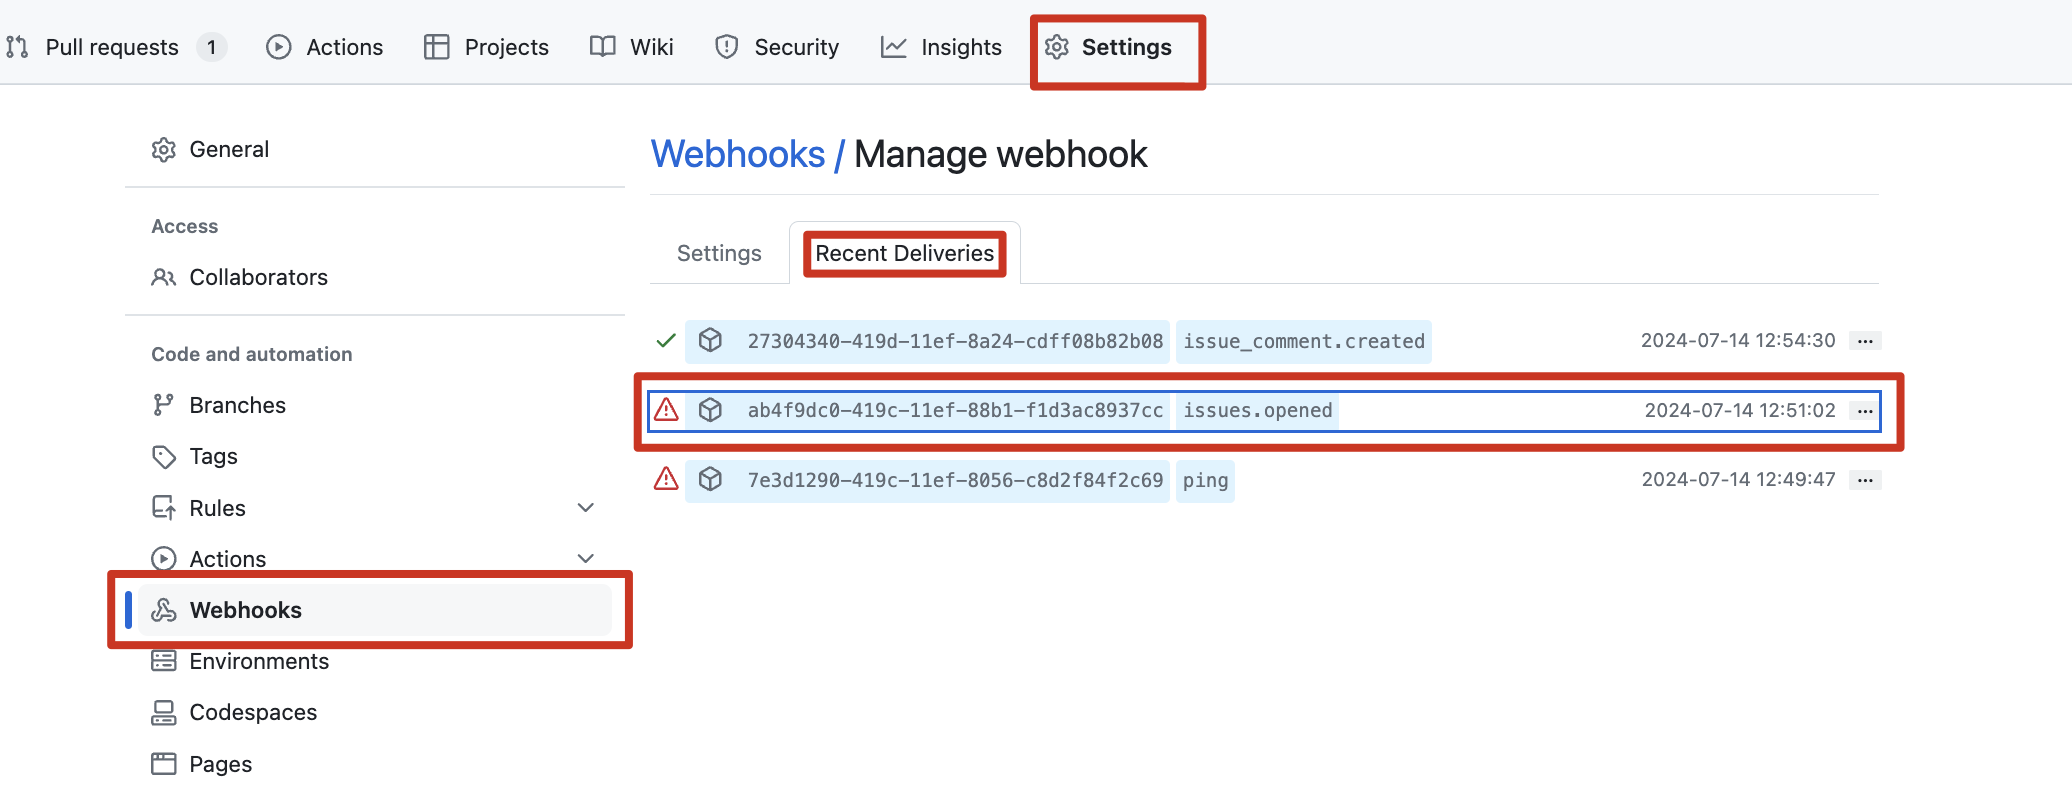 Pull requests 1 Actions Projects Wiki Security Insights Settings
General
Access
Collaborators
Code and automation
Branches
Tags
Rules
Actions
Webhooks
Environments
Codespaces
Pages
Webhooks / Manage webhook
Settings Recent Deliveries
27304340-419d-11ef-8a24-cdff08b82b08 issue_comment.created 2024-07-14 12:54:30 ...
ab4f9dc0-419c-11ef-88b1-f1d3ac8937cc issues.opened 2024-07-14 12:51:02 ...
7e3d1290-419c-11ef-8056-c8d2f84f2c69 ping 2024-07-14 12:49:47 ...